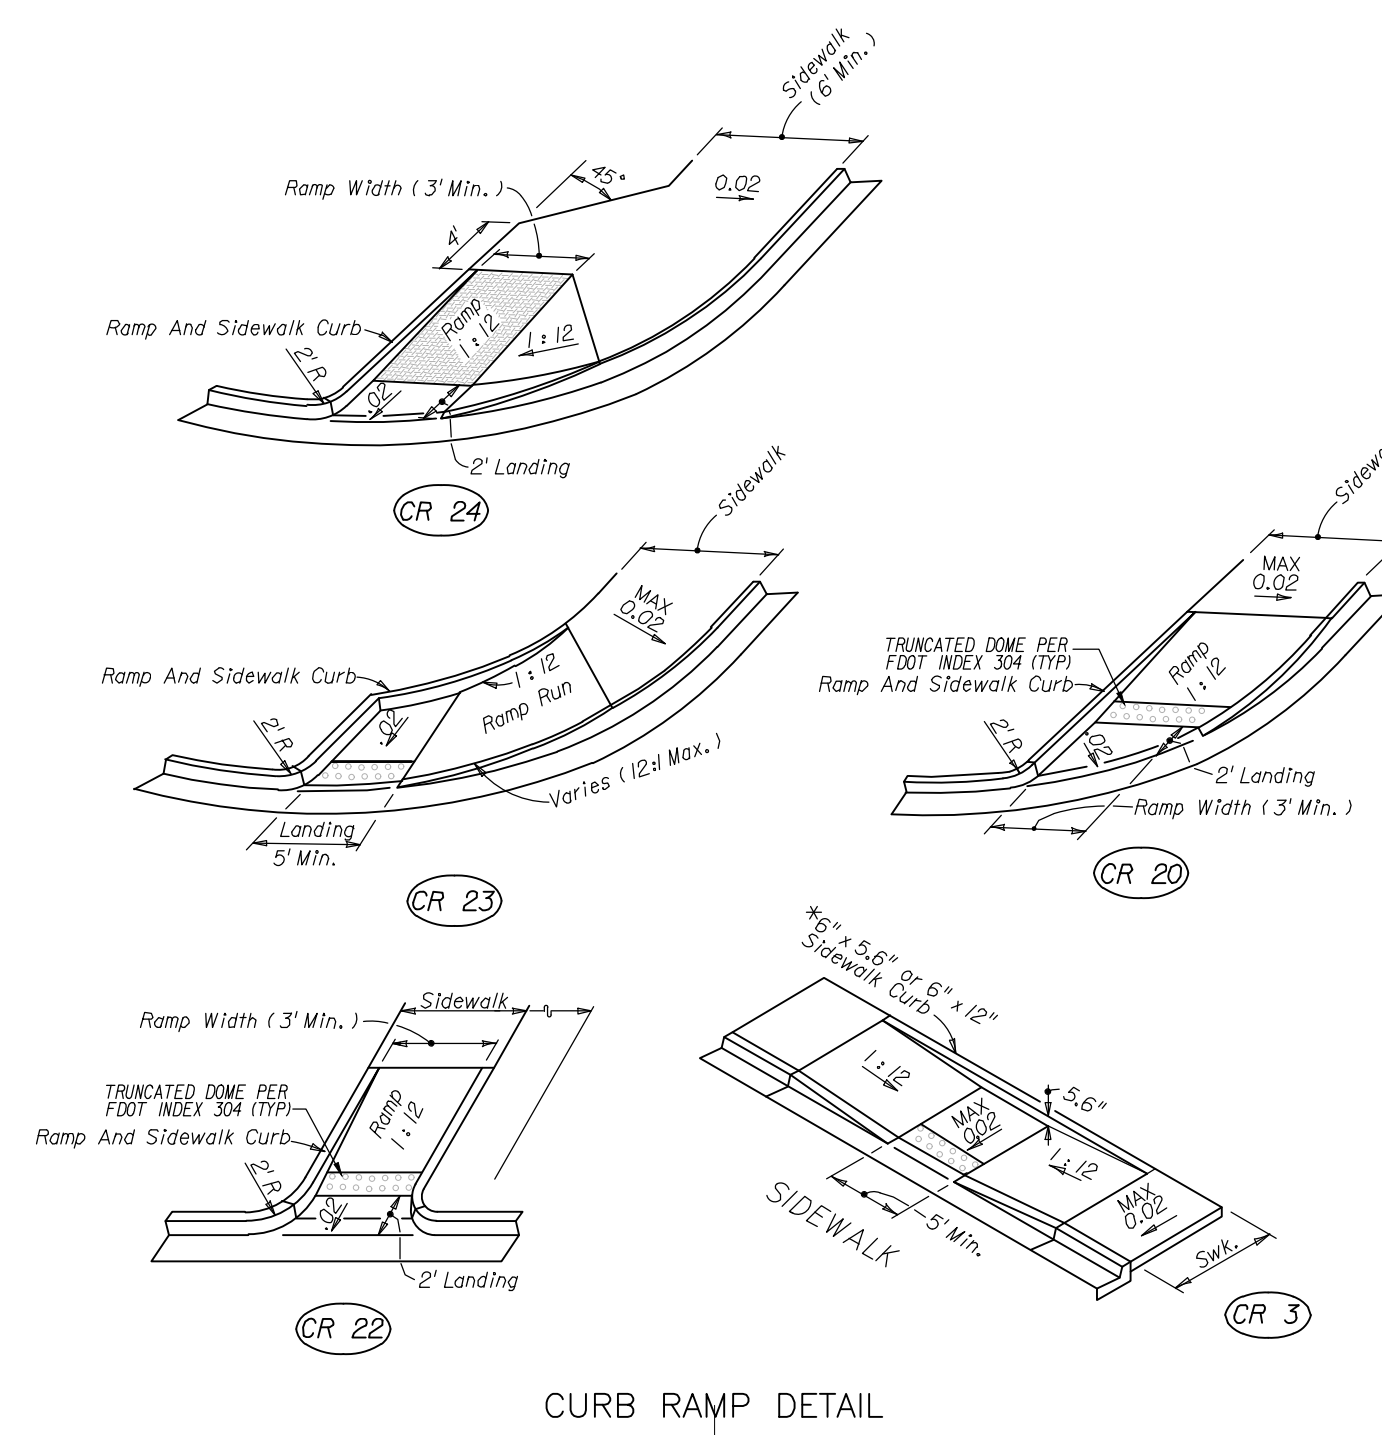 Sidewalk
(6' Min.)
Ramp Width (3' Min.)
45°
0.02
4'
Ramp
1:12
1:12
Ramp And Sidewalk Curb
2' R
.02
2' Landing
CR 24
Sidewalk
MAX
0.02
Ramp And Sidewalk Curb
1:12
Ramp Run
.02
2' R
Varies (12:1 Max.)
Landing
5' Min.
CR 23
MAX
0.02
TRUNCATED DOME PER
FDOT INDEX 304 (TYP)
Ramp And Sidewalk Curb
Ramp
1:12
2' R
.02
2' Landing
Ramp Width (3' Min.)
CR 20
Sidewalk
Ramp Width (3' Min.)
TRUNCATED DOME PER
FDOT INDEX 304 (TYP)
Ramp And Sidewalk Curb
Ramp
1:12
2' R
.02
2' Landing
CR 22
*6" x 5.6" or 6" x 12"
Sidewalk Curb
1:12
5.6"
MAX
0.02
1:12
MAX
0.02
SIDEWALK
5' Min.
Swk.
CR 3
CURB RAMP DETAIL